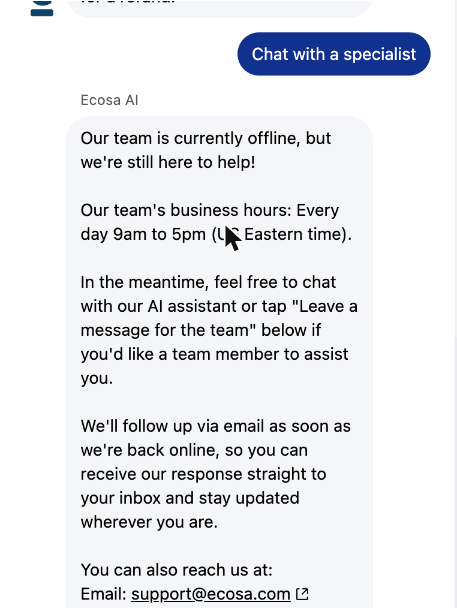 Chat with a specialist
Ecosa AI
Our team is currently offline, but
we're still here to help!
Our team's business hours: Every
day 9am to 5pm (US Eastern time).
In the meantime, feel free to chat
with our AI assistant or tap "Leave a
message for the team" below if
you'd like a team member to assist
you.
We'll follow up via email as soon as
we're back online, so you can
receive our response straight to
your inbox and stay updated
wherever you are.
You can also reach us at:
Email: support@ecosa.com